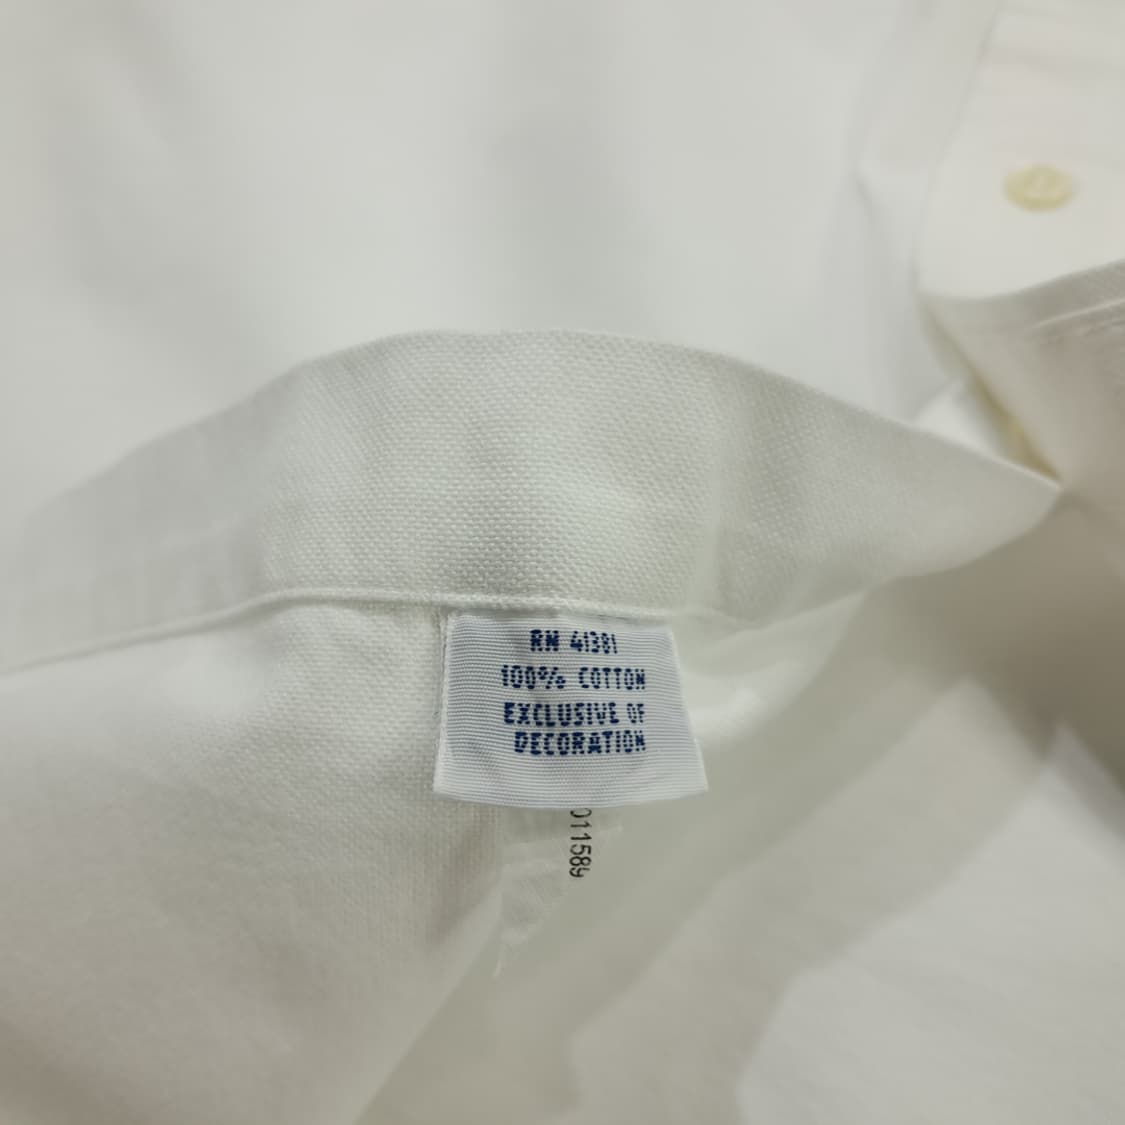 RN 41381
100% COTTON
EXCLUSIVE OF
DECORATION
011589